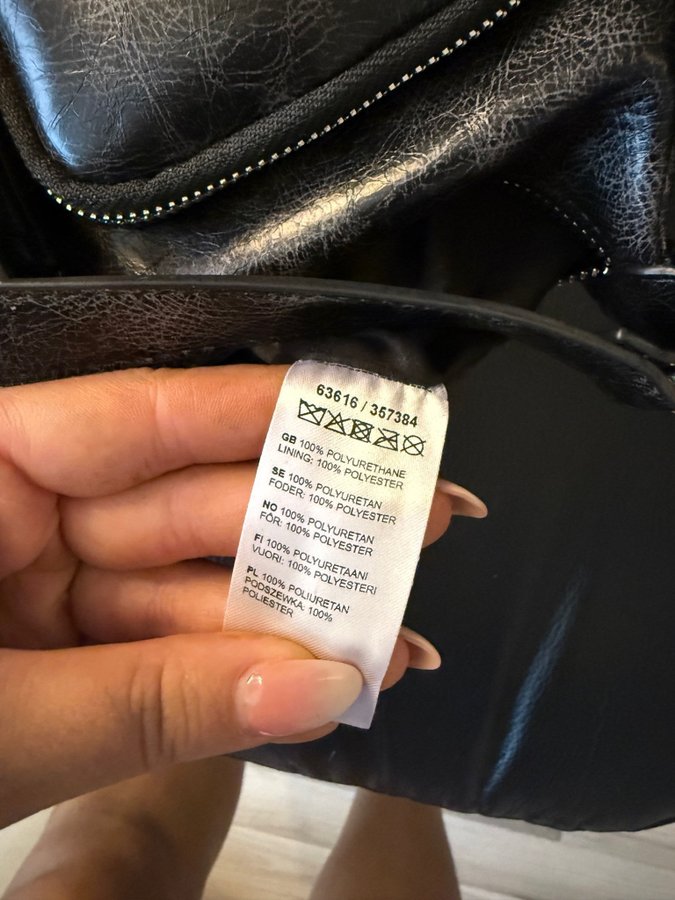 63616 / 357384
GB 100% POLYURETHANE
LINING: 100% POLYESTER
SE 100% POLYURETAN
FODER: 100% POLYESTER
NO 100% POLYURETAN
FÔR: 100% POLYESTER
FI 100% POLYURETAANI
VUORI: 100% POLYESTERI
PL 100% POLIURETAN
PODSZEWKA: 100%
POLIESTER